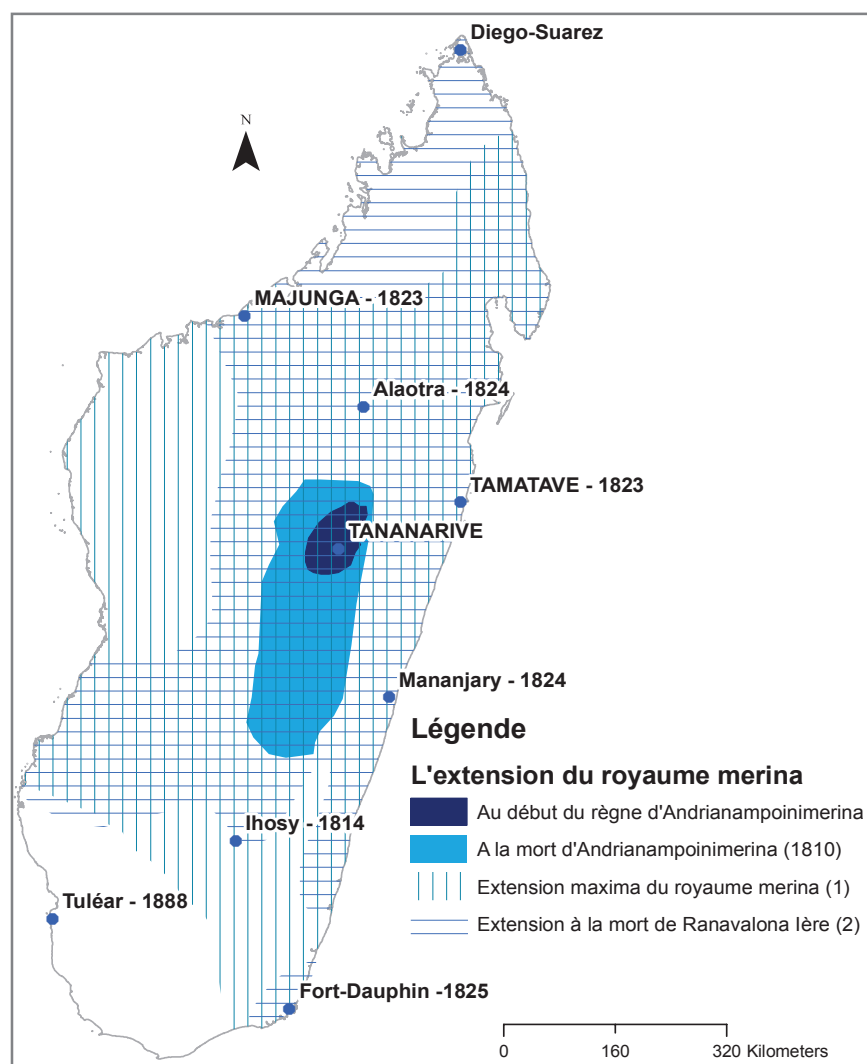 Diego-Suarez
N
MAJUNGA - 1823
Alaotra - 1824
TAMATAVE - 1823
TANANARIVE
Mananjary - 1824
Légende
L'extension du royaume merina
Au début du règne d'Andrianampoinimerina
A la mort d'Andrianampoinimerina (1810)
Extension maxima du royaume merina (1)
Extension à la mort de Ranavalona Ière (2)
Ihosy - 1814
Tuléar - 1888
Fort-Dauphin -1825
0 160 320 Kilometers